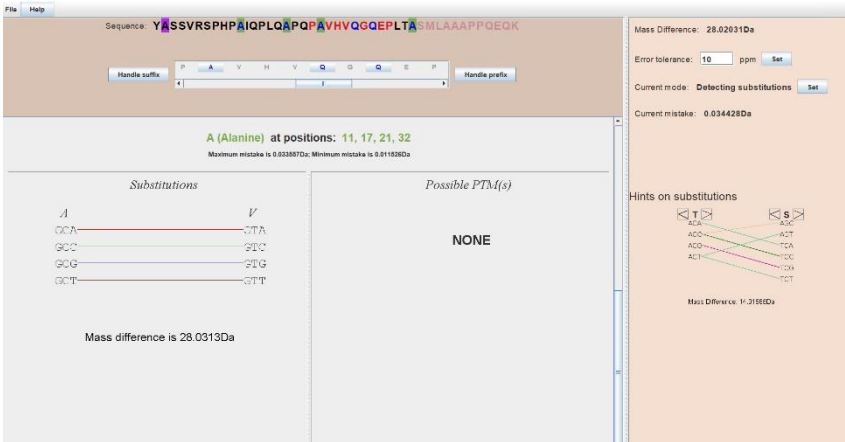 File Help
Sequence: YASSVRSPHPAIQPLQAPQPAVHVQGQEPLTASMLAAAPPQEQK
Handle suffix
P A V H V Q G Q E P
Handle prefix
A (Alanine) at positions: 11, 17, 21, 32
Maximum mistake is 0.033557Da; Minimum mistake is 0.011526Da
Substitutions
A V
GCA GTA
GCC GTC
GCG GTG
GCT GTT
Mass difference is 28.0313Da
Possible PTM(s)
NONE
Mass Difference: 28.02031Da
Error tolerance: 10 ppm Set
Current mode: Detecting substitutions Set
Current mistake: 0.034428Da
Hints on substitutions
T S
ACA AGC
ACC AGT
ACG TCA
ACT TCC
TCG
TCT
Mass Difference: 14.01565Da